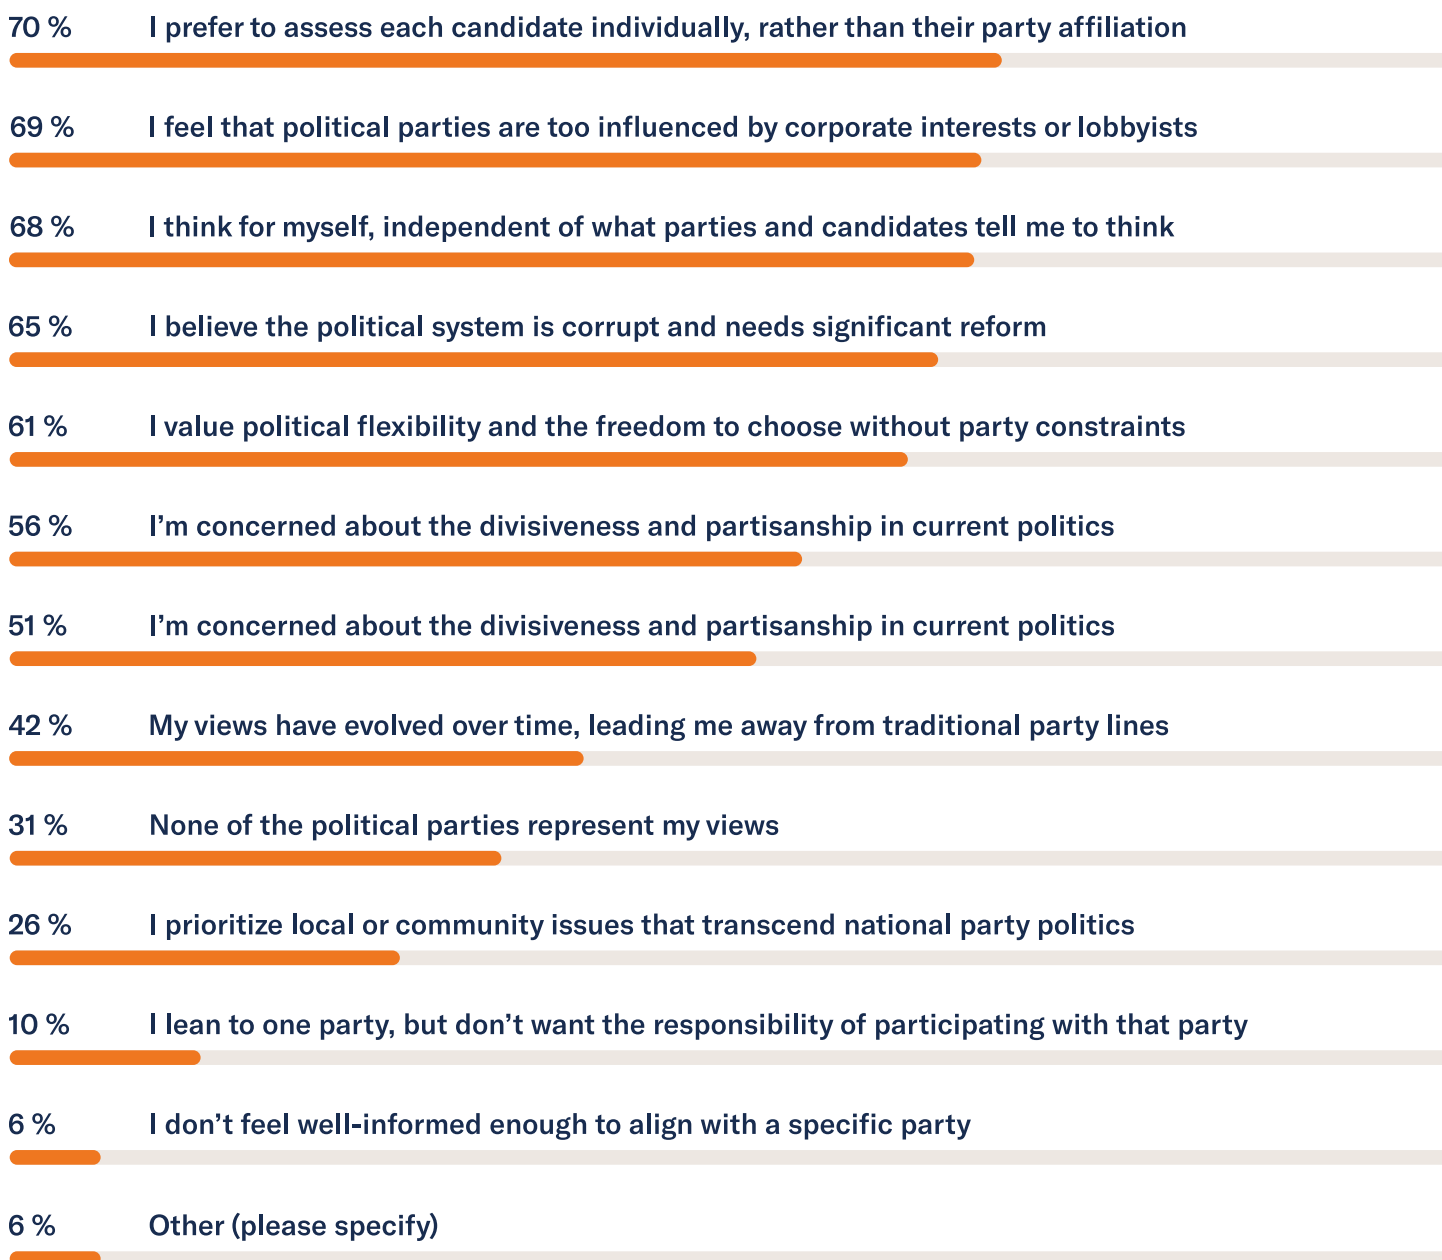 70 % I prefer to assess each candidate individually, rather than their party affiliation
69 % I feel that political parties are too influenced by corporate interests or lobbyists
68 % I think for myself, independent of what parties and candidates tell me to think
65 % I believe the political system is corrupt and needs significant reform
61 % I value political flexibility and the freedom to choose without party constraints
56 % I’m concerned about the divisiveness and partisanship in current politics
51 % I’m concerned about the divisiveness and partisanship in current politics
42 % My views have evolved over time, leading me away from traditional party lines
31 % None of the political parties represent my views
26 % I prioritize local or community issues that transcend national party politics
10 % I lean to one party, but don’t want the responsibility of participating with that party
6 % I don’t feel well-informed enough to align with a specific party
6 % Other (please specify)